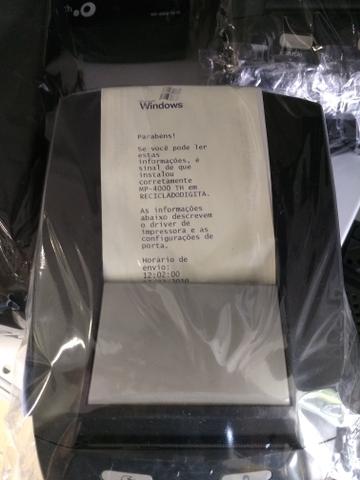 Windows
Parabéns!
Se você pode ler
estas
informações, é
sinal de que
instalou
corretamente
MP-4000 TH em
RECICLADODIGITA.
As informações
abaixo descrevem
o driver de
impressora e as
configurações de
porta.
Horário de
envio:
12:02:00